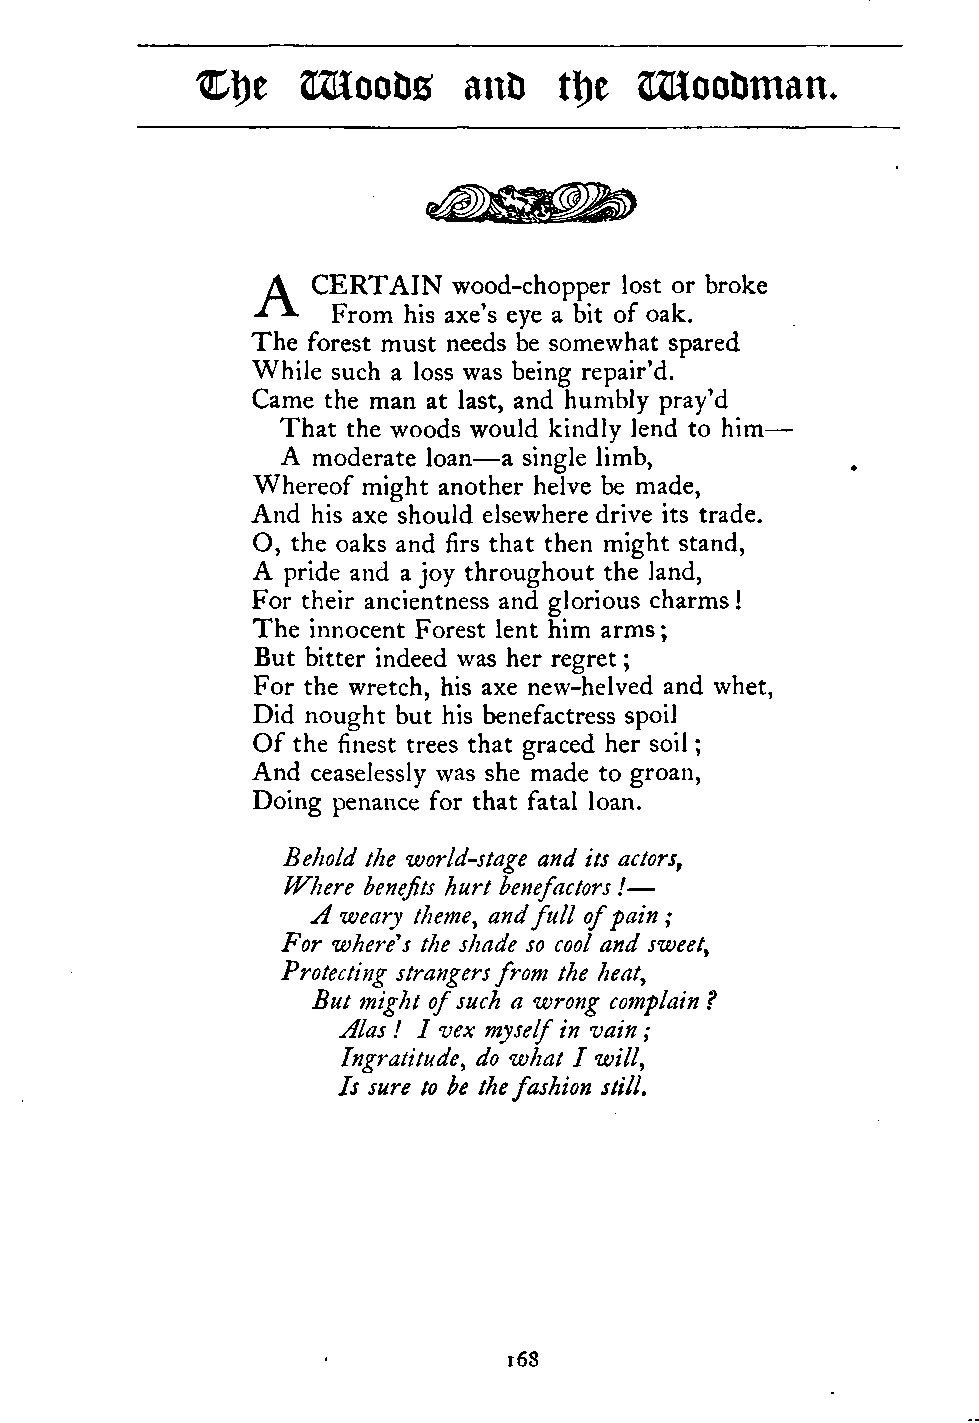 The Woods and the Woodman.
A CERTAIN wood-chopper lost or broke
From his axe's eye a bit of oak.
The forest must needs be somewhat spared
While such a loss was being repair'd.
Came the man at last, and humbly pray'd
That the woods would kindly lend to him—
A moderate loan—a single limb,
Whereof might another helve be made,
And his axe should elsewhere drive its trade.
O, the oaks and firs that then might stand,
A pride and a joy throughout the land,
For their ancientness and glorious charms!
The innocent Forest lent him arms;
But bitter indeed was her regret;
For the wretch, his axe new-helved and whet,
Did nought but his benefactress spoil
Of the finest trees that graced her soil;
And ceaselessly was she made to groan,
Doing penance for that fatal loan.
Behold the world-stage and its actors,
Where benefits hurt benefactors!—
A weary theme, and full of pain;
For where's the shade so cool and sweet,
Protecting strangers from the heat,
But might of such a wrong complain?
Alas! I vex myself in vain;
Ingratitude, do what I will,
Is sure to be the fashion still.
168